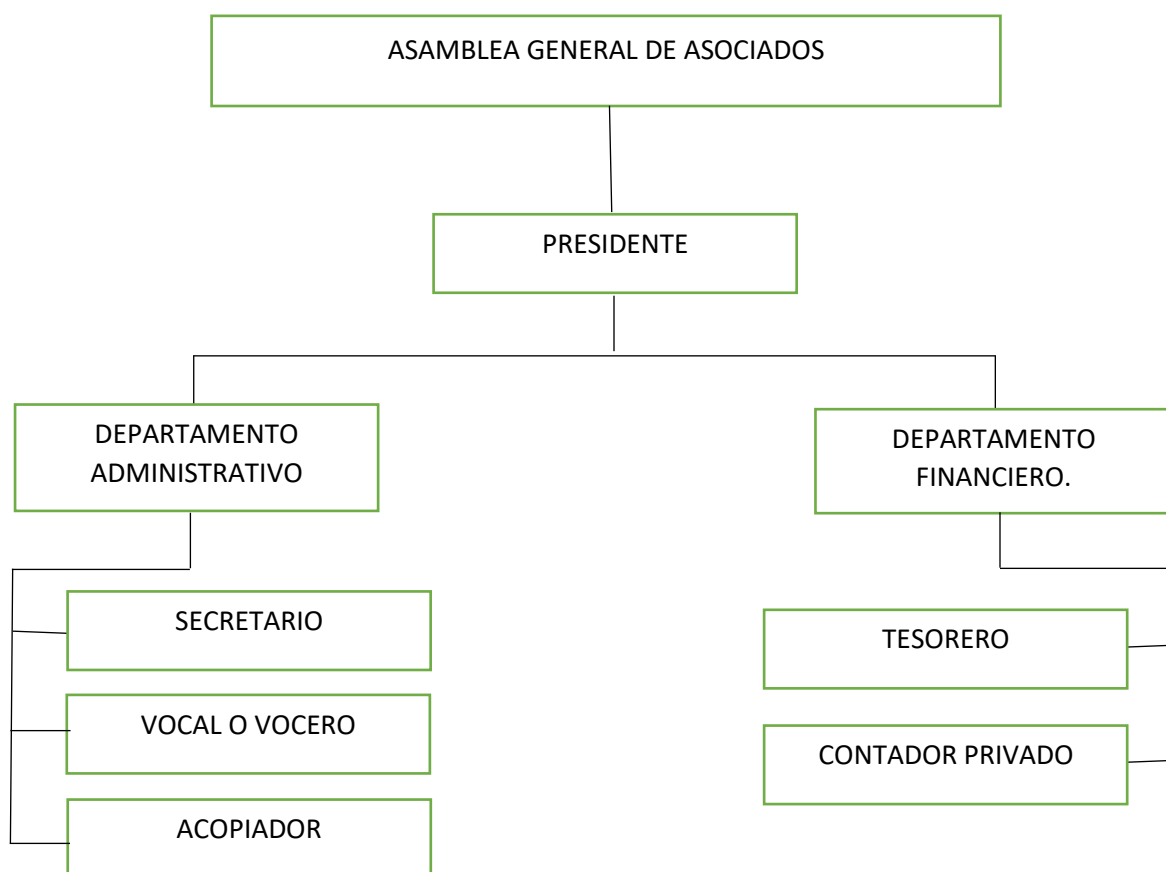 ASAMBLEA GENERAL DE ASOCIADOS
PRESIDENTE
DEPARTAMENTO
ADMINISTRATIVO
DEPARTAMENTO
FINANCIERO.
SECRETARIO
VOCAL O VOCERO
ACOPIADOR
TESORERO
CONTADOR PRIVADO